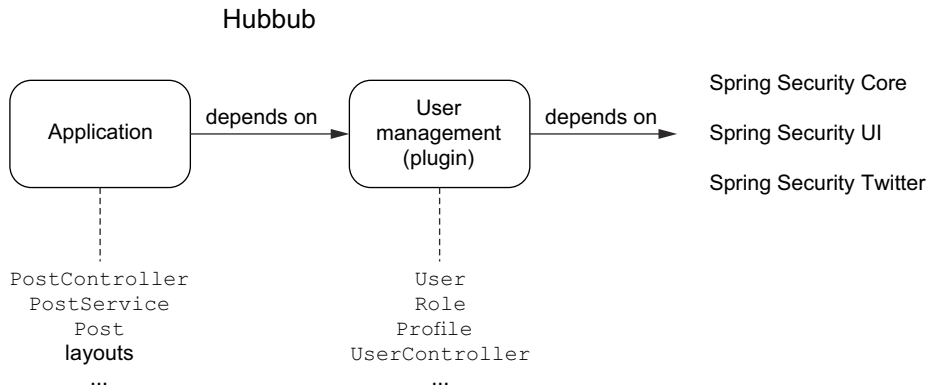 Hubbub
Application
depends on
User
management
(plugin)
depends on
Spring Security Core
Spring Security UI
Spring Security Twitter
PostController
PostService
Post
layouts
...
User
Role
Profile
UserController
...